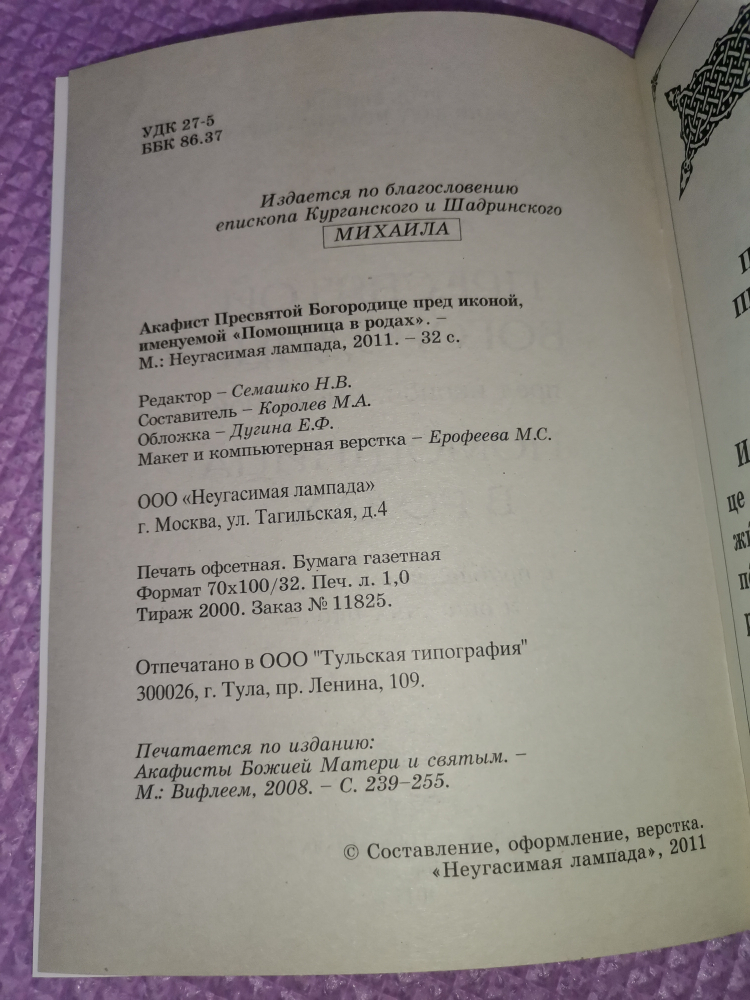 УДК 27-5
ББК 86.37
Издается по благословению
епископа Курганского и Шадринского
МИХАИЛА
Акафист Пресвятой Богородице пред иконой,
именуемой «Помощница в родах». –
М.: Неугасимая лампада, 2011. – 32 с.
Редактор – Семашко Н.В.
Составитель – Королев М.А.
Обложка – Дугина Е.Ф.
Макет и компьютерная верстка – Ерофеева М.С.
ООО «Неугасимая лампада»
г. Москва, ул. Тагильская, д.4
Печать офсетная. Бумага газетная
Формат 70х100/32. Печ. л. 1,0
Тираж 2000. Заказ № 11825.
Отпечатано в ООО "Тульская типография"
300026, г. Тула, пр. Ленина, 109.
Печатается по изданию:
Акафисты Божией Матери и святым. –
М.: Вифлеем, 2008. – С. 239–255.
© Составление, оформление, верстка.
«Неугасимая лампада», 2011